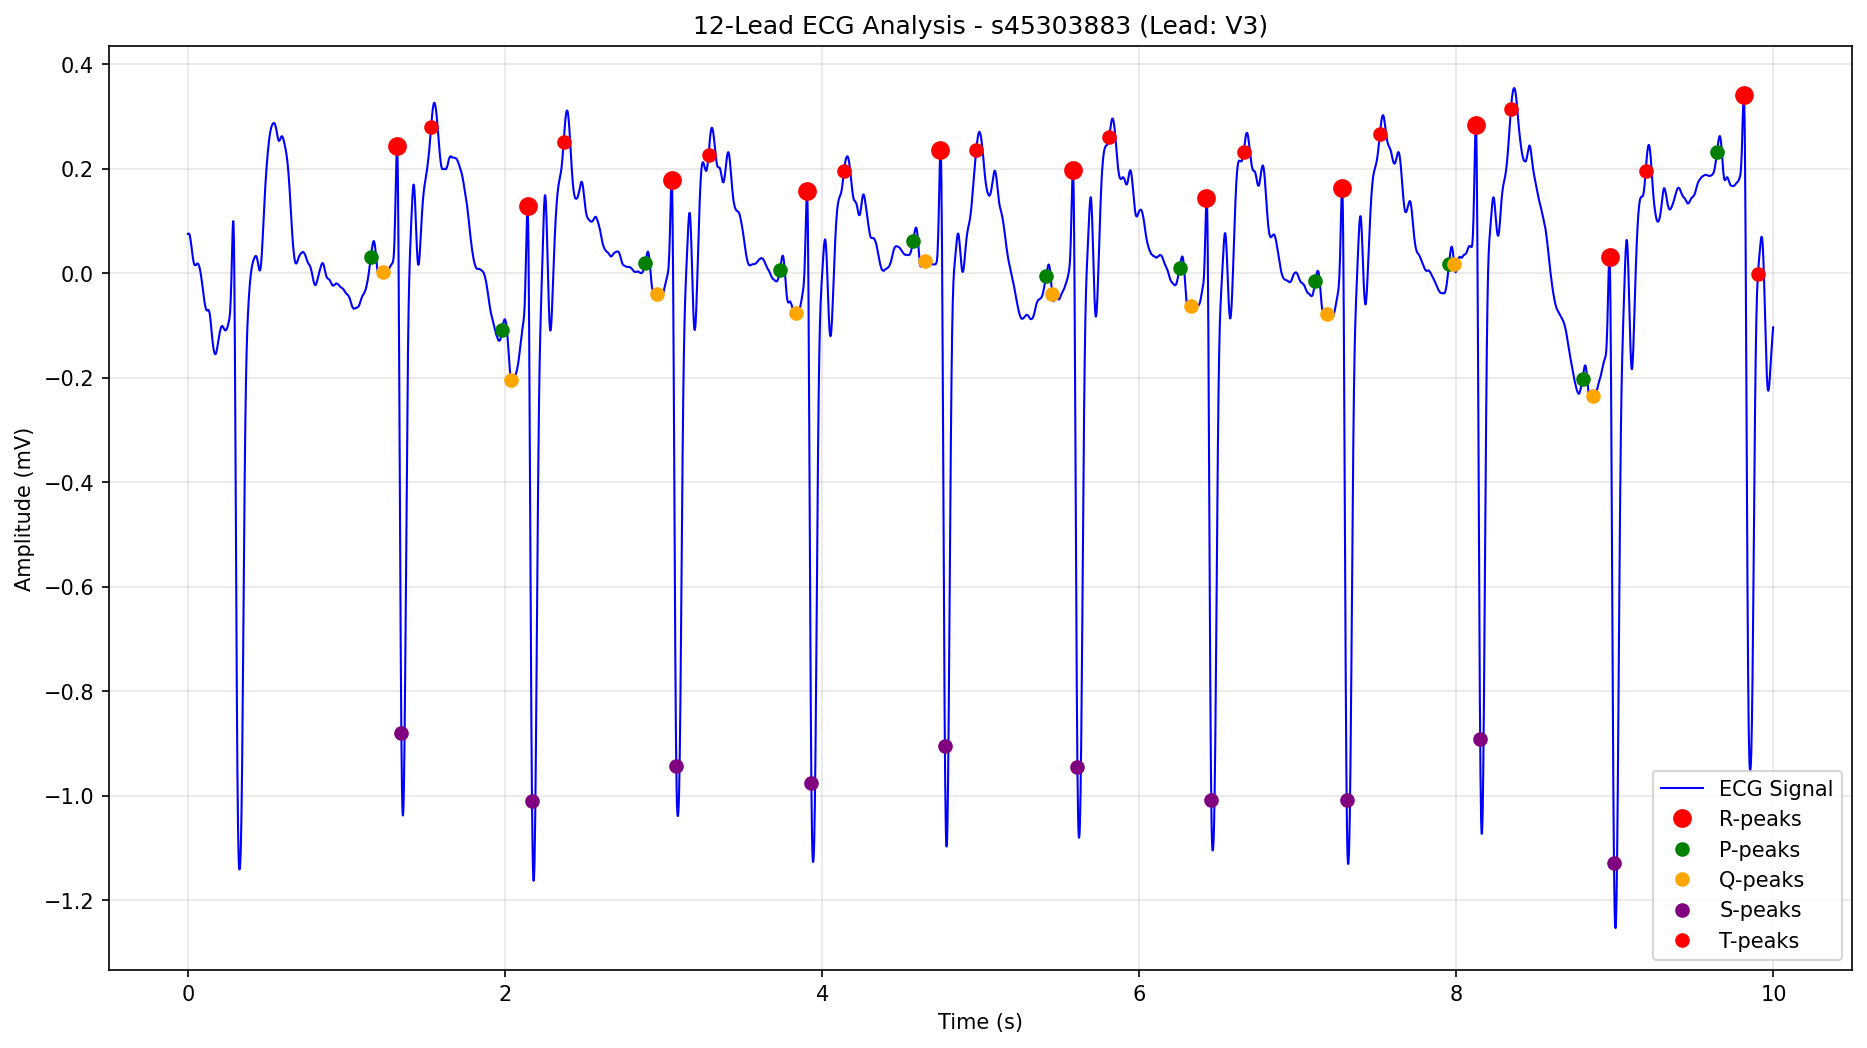 12-Lead ECG Analysis - s45303883 (Lead: V3)
Amplitude (mV)
0.4
0.2
0.0
−0.2
−0.4
−0.6
−0.8
−1.0
−1.2
ECG Signal
R-peaks
P-peaks
Q-peaks
S-peaks
T-peaks
0 2 4 6 8 10
Time (s)